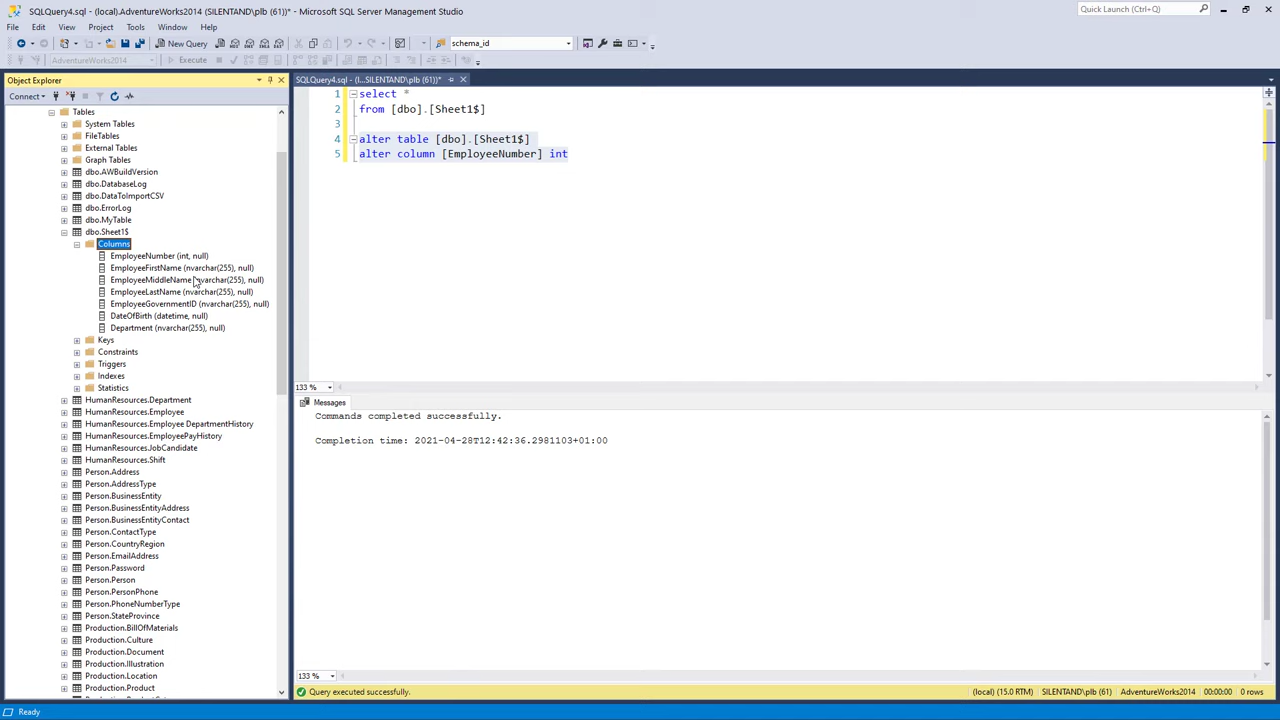 SQLQuery4.sql - (local).AdventureWorks2014 (SILENTAND\plb (61))* - Microsoft SQL Server Management Studio
Quick Launch (Ctrl+Q)
File Edit View Project Tools Window Help
New Query
schema_id
AdventureWorks2014
Execute
Object Explorer
SQLQuery4.sql - (l...SILENTAND\plb (61))*
Connect
Tables
System Tables
FileTables
External Tables
Graph Tables
dbo.AWBuildVersion
dbo.DatabaseLog
dbo.DataToImportCSV
dbo.ErrorLog
dbo.MyTable
dbo.Sheet1$
Columns
EmployeeNumber (int, null)
EmployeeFirstName (nvarchar(255), null)
EmployeeMiddleName (nvarchar(255), null)
EmployeeLastName (nvarchar(255), null)
EmployeeGovernmentID (nvarchar(255), null)
DateOfBirth (datetime, null)
Department (nvarchar(255), null)
Keys
Constraints
Triggers
Indexes
Statistics
HumanResources.Department
HumanResources.Employee
HumanResources.Employee DepartmentHistory
HumanResources.EmployeePayHistory
HumanResources.JobCandidate
HumanResources.Shift
Person.Address
Person.AddressType
Person.BusinessEntity
Person.BusinessEntityAddress
Person.BusinessEntityContact
Person.ContactType
Person.CountryRegion
Person.EmailAddress
Person.Password
Person.Person
Person.PersonPhone
Person.PhoneNumberType
Person.StateProvince
Production.BillOfMaterials
Production.Culture
Production.Document
Production.Illustration
Production.Location
Production.Product
1 select *
2 from [dbo].[Sheet1$]
3
4 alter table [dbo].[Sheet1$]
5 alter column [EmployeeNumber] int
133 %
Messages
Commands completed successfully.
Completion time: 2021-04-28T12:42:36.2981103+01:00
133 %
Query executed successfully.
(local) (15.0 RTM) SILENTAND\plb (61) AdventureWorks2014 00:00:00 0 rows
Ready